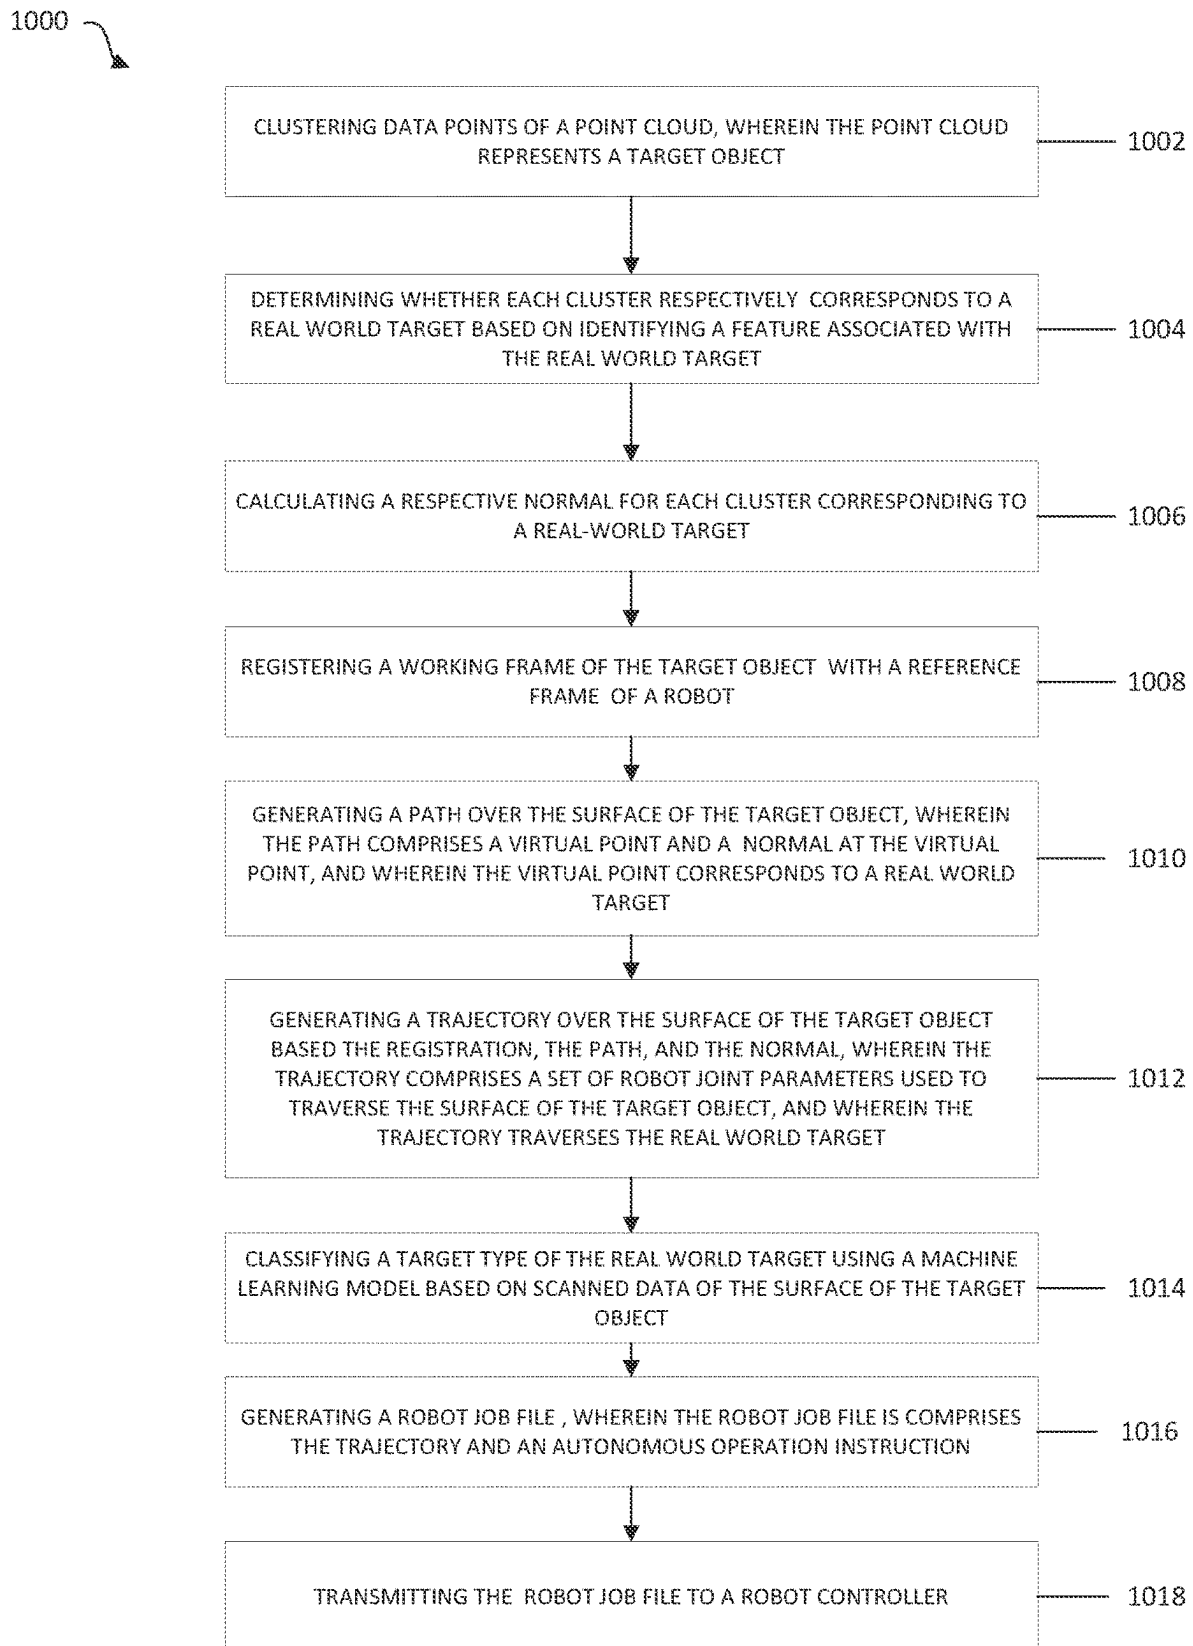 1000
CLUSTERING DATA POINTS OF A POINT CLOUD, WHEREIN THE POINT CLOUD
REPRESENTS A TARGET OBJECT
1002
DETERMINING WHETHER EACH CLUSTER RESPECTIVELY CORRESPONDS TO A
REAL WORLD TARGET BASED ON IDENTIFYING A FEATURE ASSOCIATED WITH
THE REAL WORLD TARGET
1004
CALCULATING A RESPECTIVE NORMAL FOR EACH CLUSTER CORRESPONDING TO
A REAL-WORLD TARGET
1006
REGISTERING A WORKING FRAME OF THE TARGET OBJECT WITH A REFERENCE
FRAME OF A ROBOT
1008
GENERATING A PATH OVER THE SURFACE OF THE TARGET OBJECT, WHEREIN
THE PATH COMPRISES A VIRTUAL POINT AND A NORMAL AT THE VIRTUAL
POINT, AND WHEREIN THE VIRTUAL POINT CORRESPONDS TO A REAL WORLD
TARGET
1010
GENERATING A TRAJECTORY OVER THE SURFACE OF THE TARGET OBJECT
BASED THE REGISTRATION, THE PATH, AND THE NORMAL, WHEREIN THE
TRAJECTORY COMPRISES A SET OF ROBOT JOINT PARAMETERS USED TO
TRAVERSE THE SURFACE OF THE TARGET OBJECT, AND WHEREIN THE
TRAJECTORY TRAVERSES THE REAL WORLD TARGET
1012
CLASSIFYING A TARGET TYPE OF THE REAL WORLD TARGET USING A MACHINE
LEARNING MODEL BASED ON SCANNED DATA OF THE SURFACE OF THE TARGET
OBJECT
1014
GENERATING A ROBOT JOB FILE , WHEREIN THE ROBOT JOB FILE IS COMPRISES
THE TRAJECTORY AND AN AUTONOMOUS OPERATION INSTRUCTION
1016
TRANSMITTING THE ROBOT JOB FILE TO A ROBOT CONTROLLER
1018